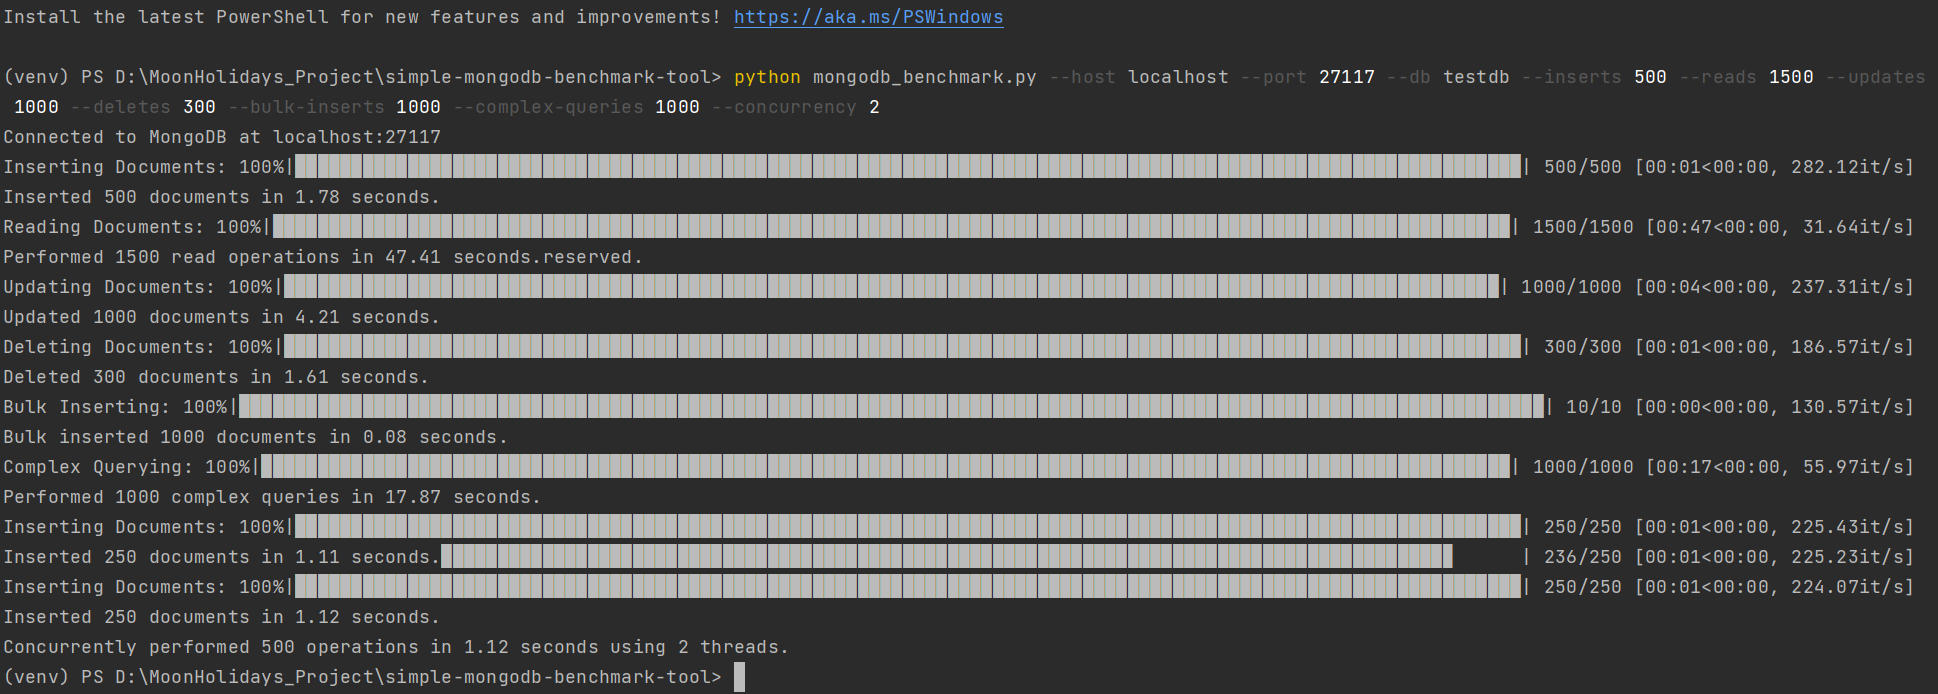 Install the latest PowerShell for new features and improvements! https://aka.ms/PSWindows
(venv) PS D:\MoonHolidays_Project\simple-mongodb-benchmark-tool> python mongodb_benchmark.py --host localhost --port 27117 --db testdb --inserts 500 --reads 1500 --updates
1000 --deletes 300 --bulk-inserts 1000 --complex-queries 1000 --concurrency 2
Connected to MongoDB at localhost:27117
Inserting Documents: 100%|| 500/500 [00:01<00:00, 282.12it/s]
Inserted 500 documents in 1.78 seconds.
Reading Documents: 100%|| 1500/1500 [00:47<00:00, 31.64it/s]
Performed 1500 read operations in 47.41 seconds.reserved.
Updating Documents: 100%|| 1000/1000 [00:04<00:00, 237.31it/s]
Updated 1000 documents in 4.21 seconds.
Deleting Documents: 100%|| 300/300 [00:01<00:00, 186.57it/s]
Deleted 300 documents in 1.61 seconds.
Bulk Inserting: 100%|| 10/10 [00:00<00:00, 130.57it/s]
Bulk inserted 1000 documents in 0.08 seconds.
Complex Querying: 100%|| 1000/1000 [00:17<00:00, 55.97it/s]
Performed 1000 complex queries in 17.87 seconds.
Inserting Documents: 100%|| 250/250 [00:01<00:00, 225.43it/s]
Inserted 250 documents in 1.11 seconds. | 236/250 [00:01<00:00, 225.23it/s]
Inserting Documents: 100%|| 250/250 [00:01<00:00, 224.07it/s]
Inserted 250 documents in 1.12 seconds.
Concurrently performed 500 operations in 1.12 seconds using 2 threads.
(venv) PS D:\MoonHolidays_Project\simple-mongodb-benchmark-tool>